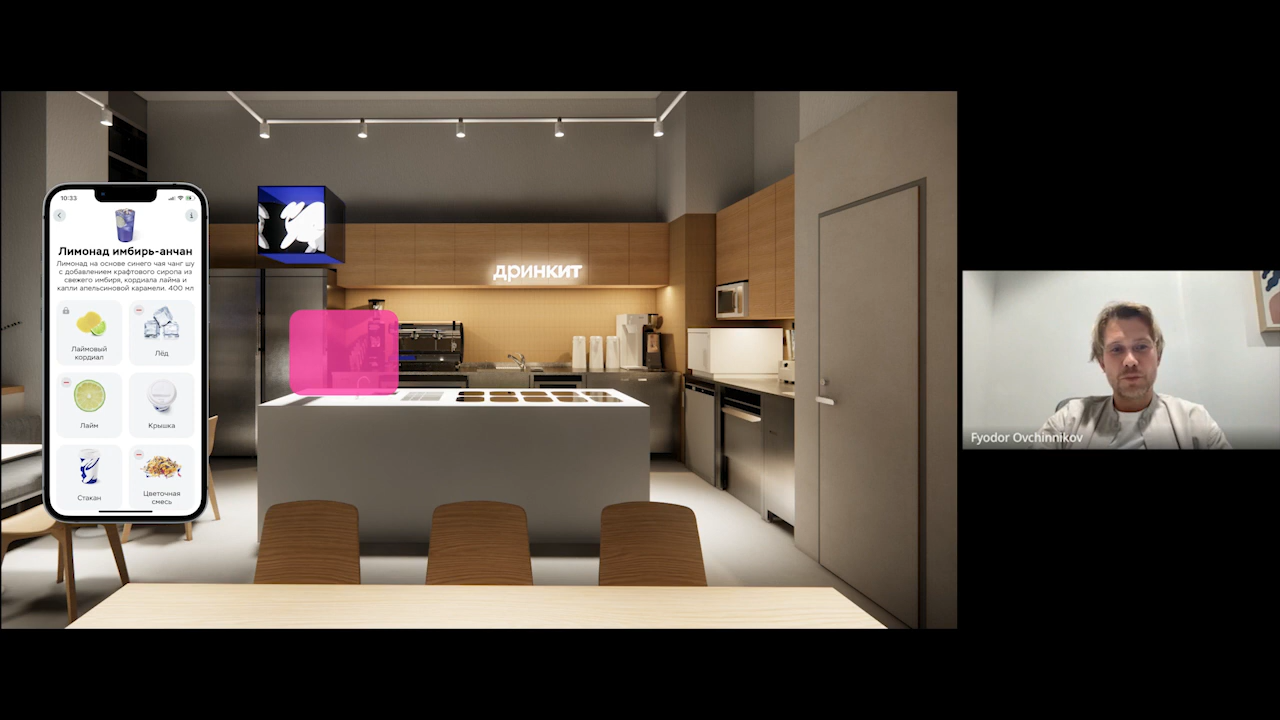 10:33
Лимонад имбирь-анчан
Лимонад на основе синего чая чанг шу
с добавлением крафтового сиропа из
свежего имбиря, кордиала лайма и
капли апельсиновой карамели. 400 мл
Лаймовый
кордиал
Лёд
Лайм
Крышка
Стакан
Цветочная
смесь
дринкит
Fyodor Ovchinnikov